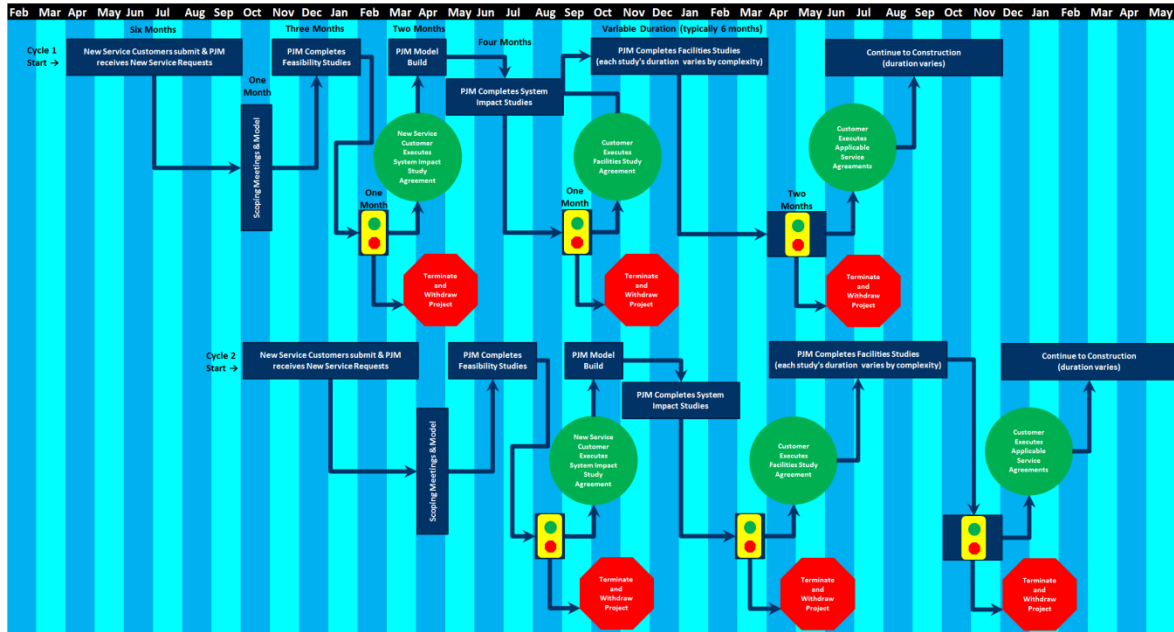 Feb Mar Apr May Jun Jul Aug Sep Oct Nov Dec Jan Feb Mar Apr May Jun Jul Aug Sep Oct Nov Dec Jan Feb Mar Apr May Jun Jul Aug Sep Oct Nov Dec Jan Feb Mar Apr May
Six Months
Three Months
Two Months
Four Months
Variable Duration (typically 6 months)
Cycle 1
Start →
New Service Customers submit & PJM
receives New Service Requests
One
Month
Scoping Meetings & Model
PJM Completes
Feasibility Studies
One
Month
New Service
Customer
Executes
System Impact
Study
Agreement
Terminate
and
Withdraw
Project
PJM Model
Build
PJM Completes System
Impact Studies
One
Month
Customer
Executes
Facilities Study
Agreement
Terminate
and
Withdraw
Project
PJM Completes Facilities Studies
(each study's duration varies by complexity)
Two
Months
Customer
Executes
Applicable
Service
Agreements
Terminate
and
Withdraw
Project
Continue to Construction
(duration varies)
Cycle 2
Start →
New Service Customers submit & PJM
receives New Service Requests
Scoping Meetings & Model
PJM Completes
Feasibility Studies
New Service
Customer
Executes
System Impact
Study
Agreement
Terminate
and
Withdraw
Project
PJM Model
Build
PJM Completes System
Impact Studies
Customer
Executes
Facilities Study
Agreement
Terminate
and
Withdraw
Project
PJM Completes Facilities Studies
(each study's duration varies by complexity)
Customer
Executes
Applicable
Service
Agreements
Terminate
and
Withdraw
Project
Continue to Construction
(duration varies)